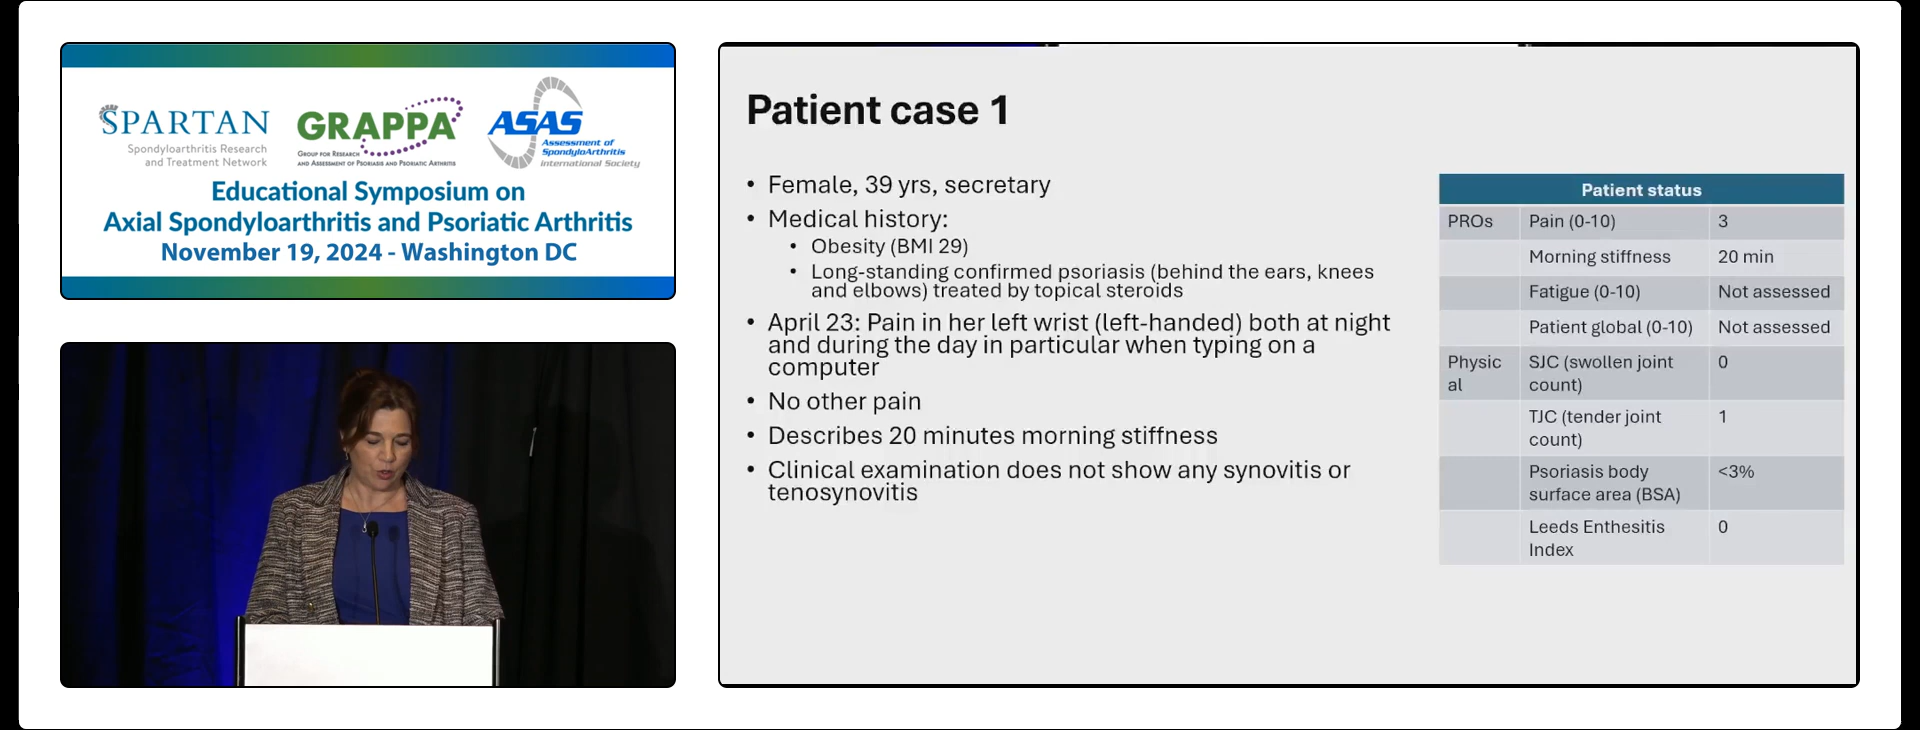 SPARTAN
Spondyloarthritis Research
and Treatment Network
GRAPPA
Group for Research
and Assessment of Psoriasis and Psoriatic Arthritis
ASAS
Assessment of
SpondyloArthritis
international Society
Educational Symposium on
Axial Spondyloarthritis and Psoriatic Arthritis
November 19, 2024 - Washington DC
Patient case 1
• Female, 39 yrs, secretary
• Medical history:
• Obesity (BMI 29)
• Long-standing confirmed psoriasis (behind the ears, knees
and elbows) treated by topical steroids
• April 23: Pain in her left wrist (left-handed) both at night
and during the day in particular when typing on a
computer
• No other pain
• Describes 20 minutes morning stiffness
• Clinical examination does not show any synovitis or
tenosynovitis
Patient status
PROs Pain (0-10) 3
Morning stiffness 20 min
Fatigue (0-10) Not assessed
Patient global (0-10) Not assessed
Physic SJC (swollen joint 0
al count)
TJC (tender joint 1
count)
Psoriasis body <3%
surface area (BSA)
Leeds Enthesitis 0
Index